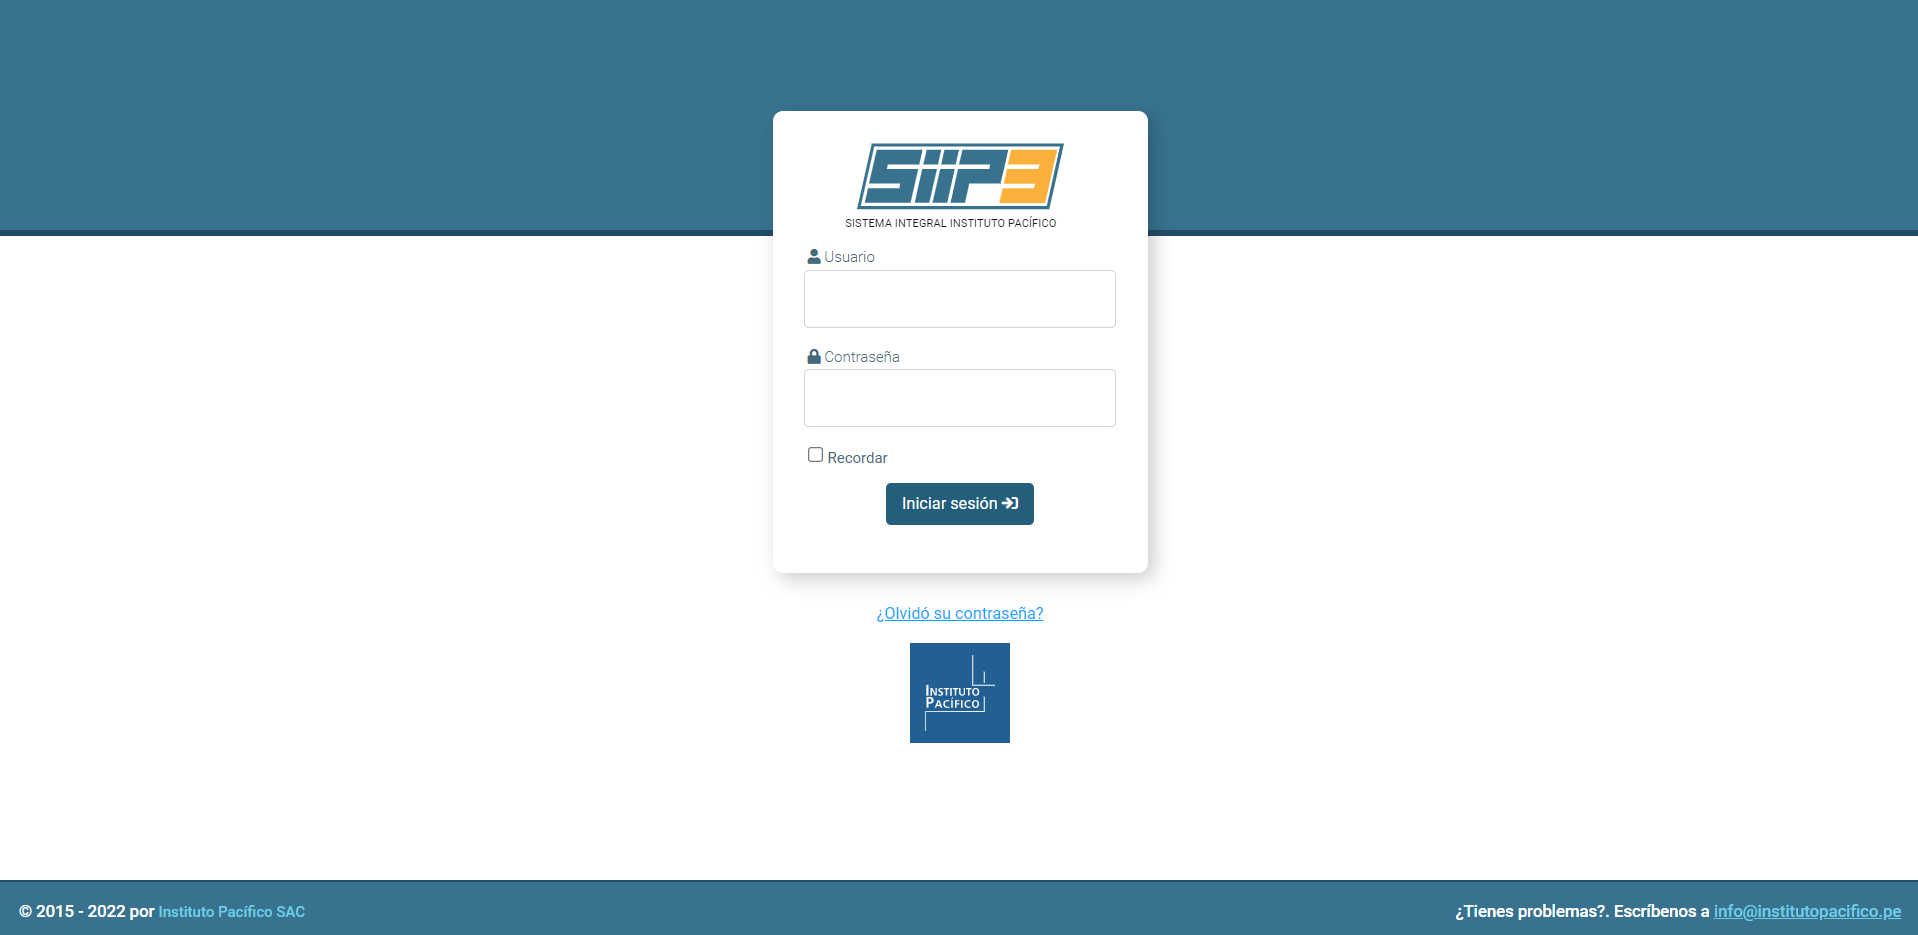 SIIP3
SISTEMA INTEGRAL INSTITUTO PACÍFICO
Usuario
Contraseña
Recordar
Iniciar sesión
¿Olvidó su contraseña?
INSTITUTO
PACÍFICO
© 2015 - 2022 por Instituto Pacífico SAC
¿Tienes problemas?. Escríbenos a info@institutopacifico.pe